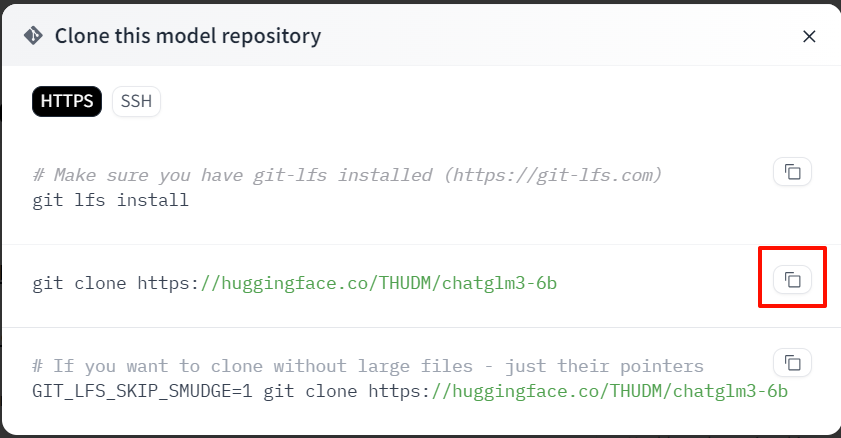 Clone this model repository
HTTPS SSH
# Make sure you have git-lfs installed (https://git-lfs.com)
git lfs install
git clone https://huggingface.co/THUDM/chatglm3-6b
# If you want to clone without large files - just their pointers
GIT_LFS_SKIP_SMUDGE=1 git clone https://huggingface.co/THUDM/chatglm3-6b